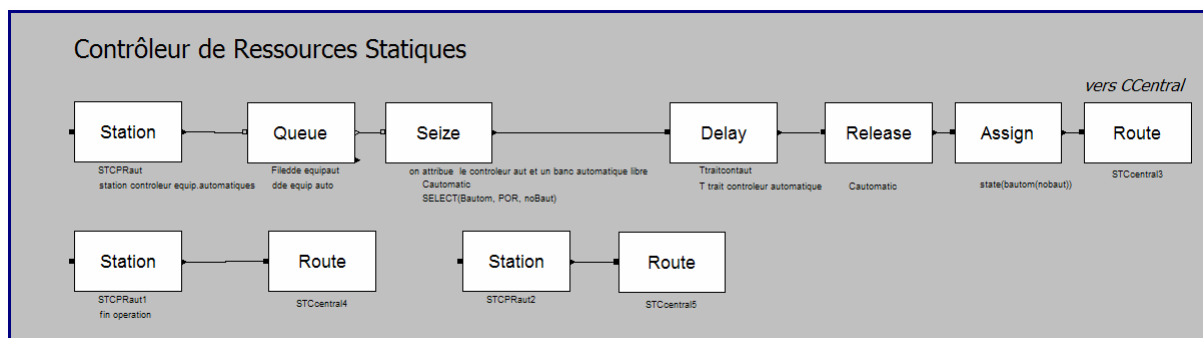 Contrôleur de Ressources Statiques
vers CCentral
Station
Queue
Seize
Delay
Release
Assign
Route
STCPRaut
station controleur equip.automatiques
Filedde equipaut
dde equip auto
on attribue le controleur aut et un banc automatique libre
Cautomatic
SELECT(Bautom, POR, noBaut)
Ttraitcontaut
T trait controleur automatique
Cautomatic
state(bautom(nobaut))
STCcentral3
Station
Route
Station
Route
STCPRaut1
fin operation
STCcentral4
STCPRaut2
STCcentral5